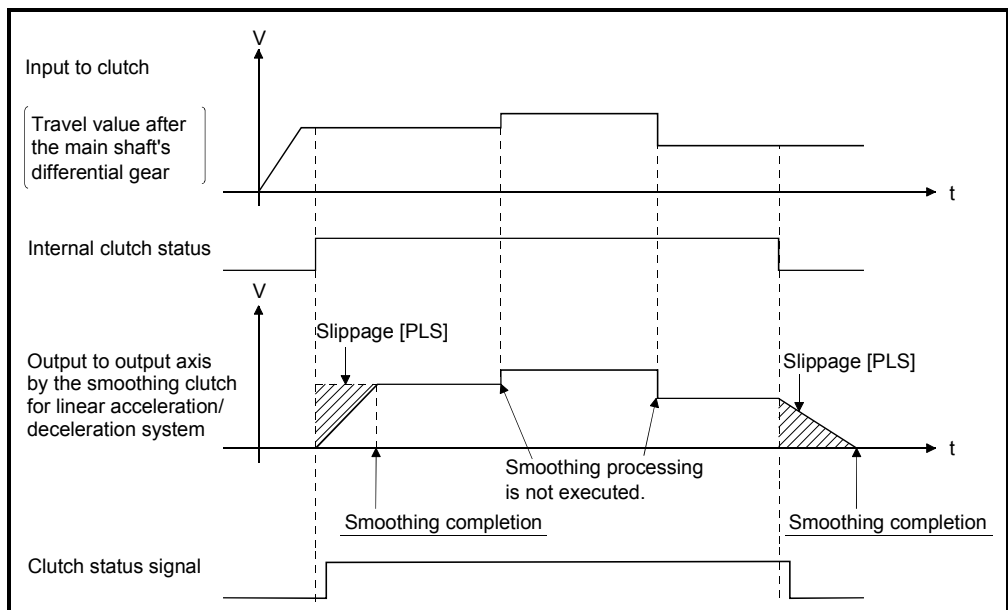 V
Input to clutch
Travel value after
the main shaft's
differential gear
t
Internal clutch status
V
Slippage [PLS]
Slippage [PLS]
Output to output axis
by the smoothing clutch
for linear acceleration/
deceleration system
t
Smoothing processing
is not executed.
Smoothing completion
Smoothing completion
Clutch status signal